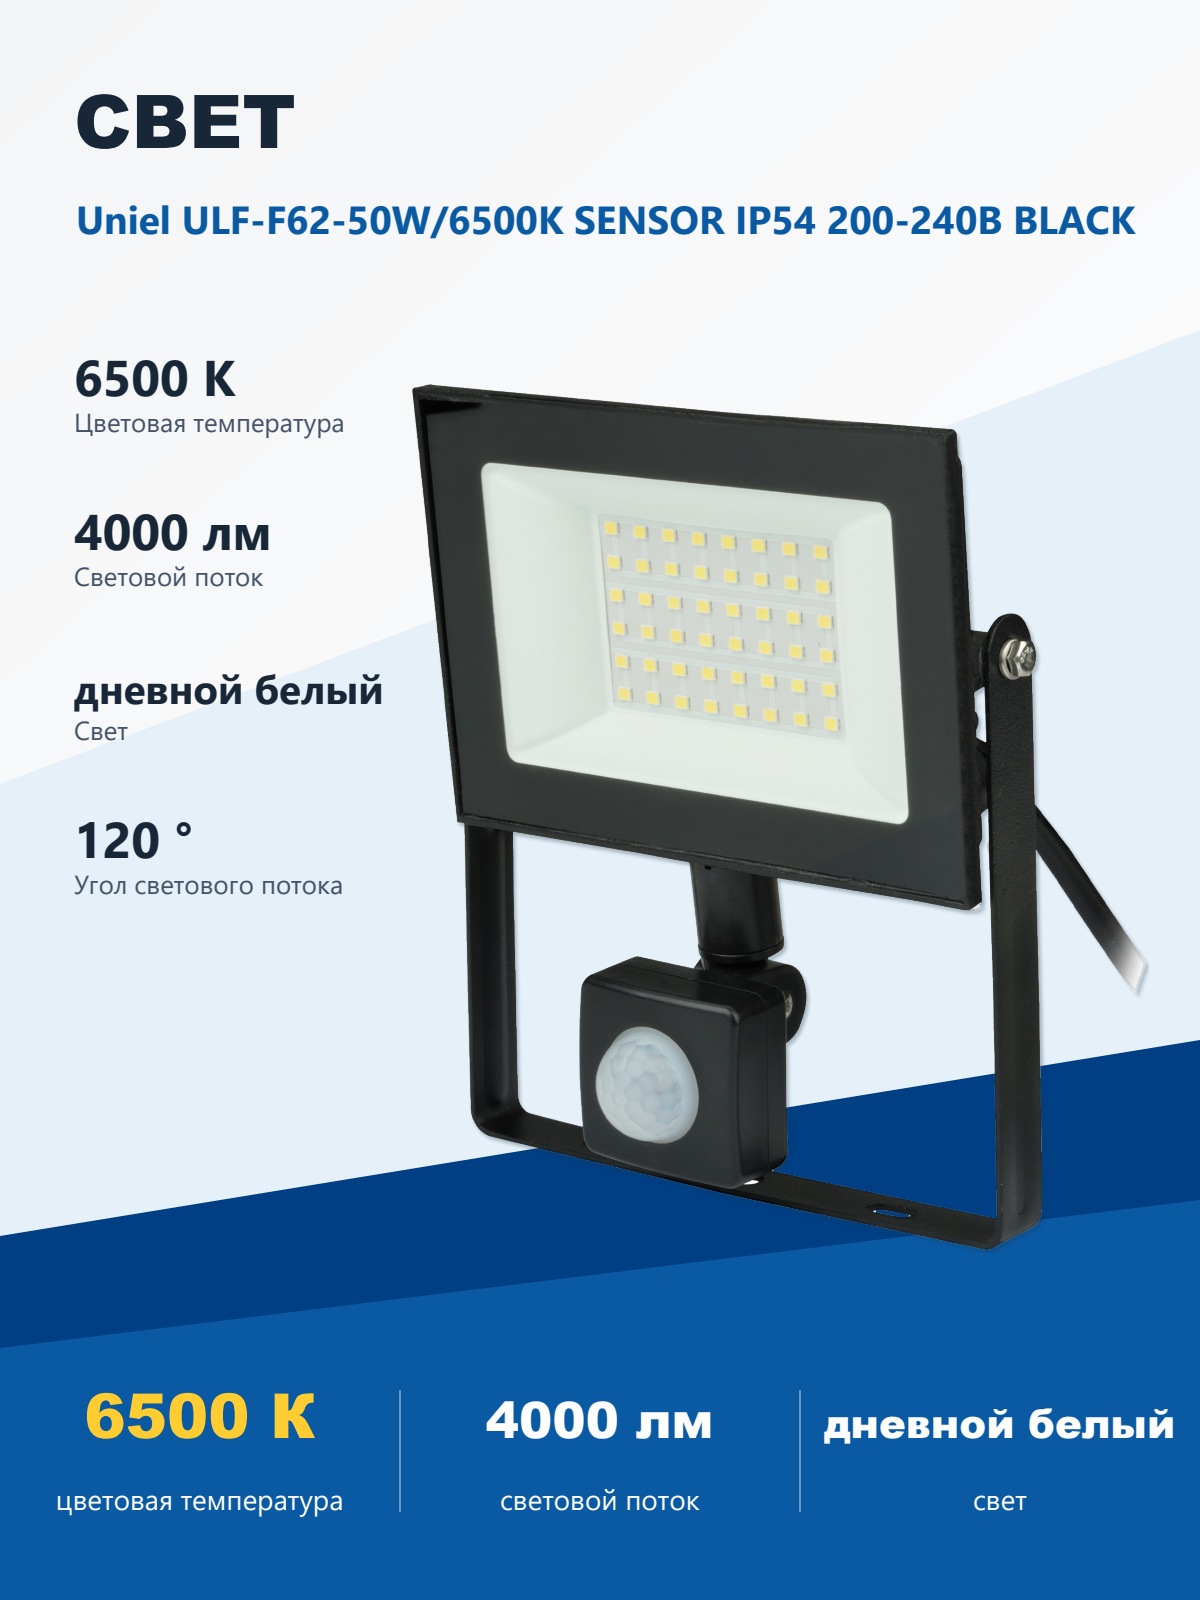 СВЕТ
Uniel ULF-F62-50W/6500K SENSOR IP54 200-240В BLACK
6500 К
Цветовая температура
4000 лм
Световой поток
дневной белый
Свет
120 °
Угол светового потока
6500 К
цветовая температура
4000 лм
световой поток
дневной белый
свет